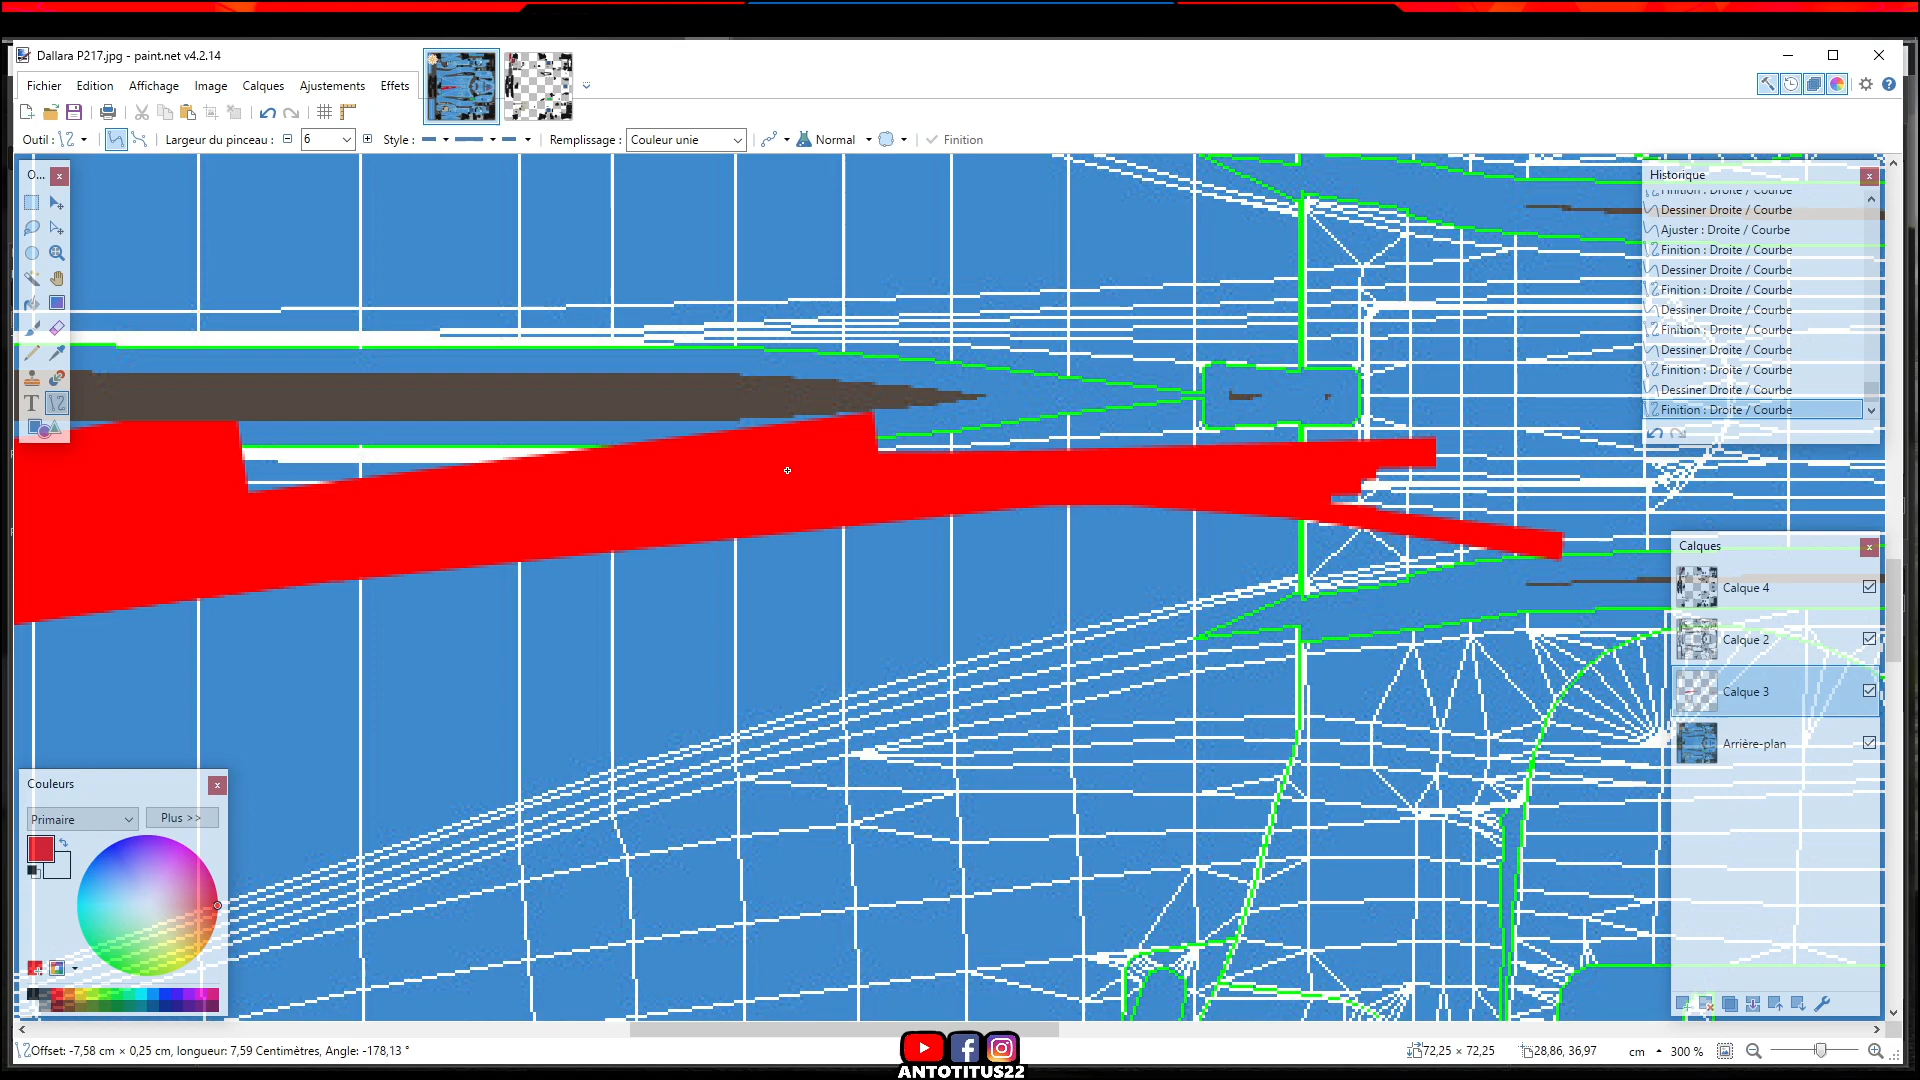 Dallara P217.jpg - paint.net v4.2.14
Fichier Edition Affichage Image Calques Ajustements Effets
Outil : Largeur du pinceau : 6 Style : Remplissage : Couleur unie Normal Finition
O...
T
Historique
Finition : Droite / Courbe
Dessiner Droite / Courbe
Ajuster : Droite / Courbe
Finition : Droite / Courbe
Dessiner Droite / Courbe
Finition : Droite / Courbe
Dessiner Droite / Courbe
Finition : Droite / Courbe
Dessiner Droite / Courbe
Finition : Droite / Courbe
Dessiner Droite / Courbe
Finition : Droite / Courbe
Calques
Calque 4
Calque 2
Calque 3
Arrière-plan
Couleurs
Primaire Plus >>
Offset: -7,58 cm × 0,25 cm, longueur: 7,59 Centimètres, Angle: -178,13 °
72,25 × 72,25 28,86, 36,97 cm 300 %
ANTOTITUS22